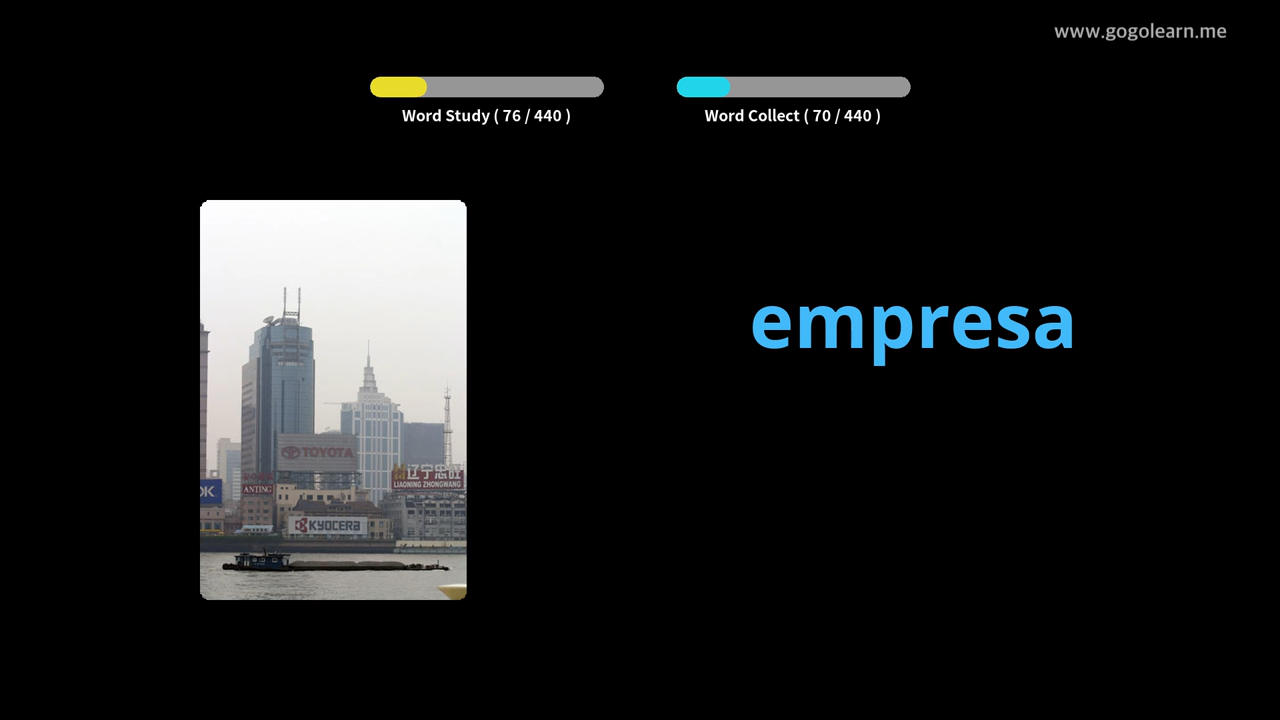 www.gogolearn.me
Word Study ( 76 / 440 )
Word Collect ( 70 / 440 )
empresa
TOYOTA
辽宁忠旺
LIAONING ZHONGWANG
OK
ANTING
KYOCERA